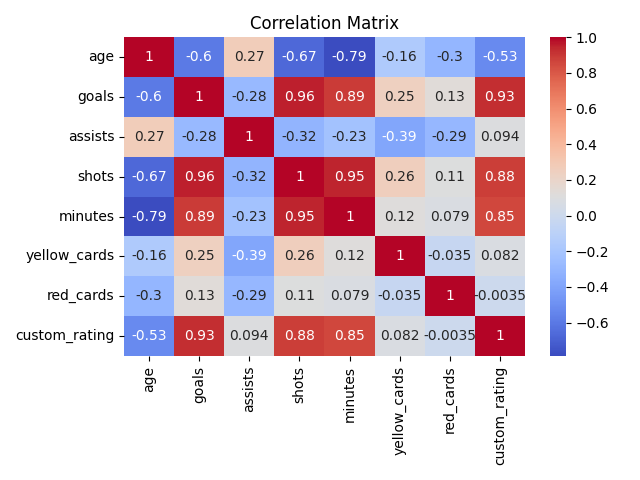 Correlation Matrix
age 1 -0.6 0.27 -0.67 -0.79 -0.16 -0.3 -0.53
goals -0.6 1 -0.28 0.96 0.89 0.25 0.13 0.93
assists 0.27 -0.28 1 -0.32 -0.23 -0.39 -0.29 0.094
shots -0.67 0.96 -0.32 1 0.95 0.26 0.11 0.88
minutes -0.79 0.89 -0.23 0.95 1 0.12 0.079 0.85
yellow_cards -0.16 0.25 -0.39 0.26 0.12 1 -0.035 0.082
red_cards -0.3 0.13 -0.29 0.11 0.079 -0.035 1 -0.0035
custom_rating -0.53 0.93 0.094 0.88 0.85 0.082 -0.0035 1
age goals assists shots minutes yellow_cards red_cards custom_rating
1.0
0.8
0.6
0.4
0.2
0.0
−0.2
−0.4
−0.6